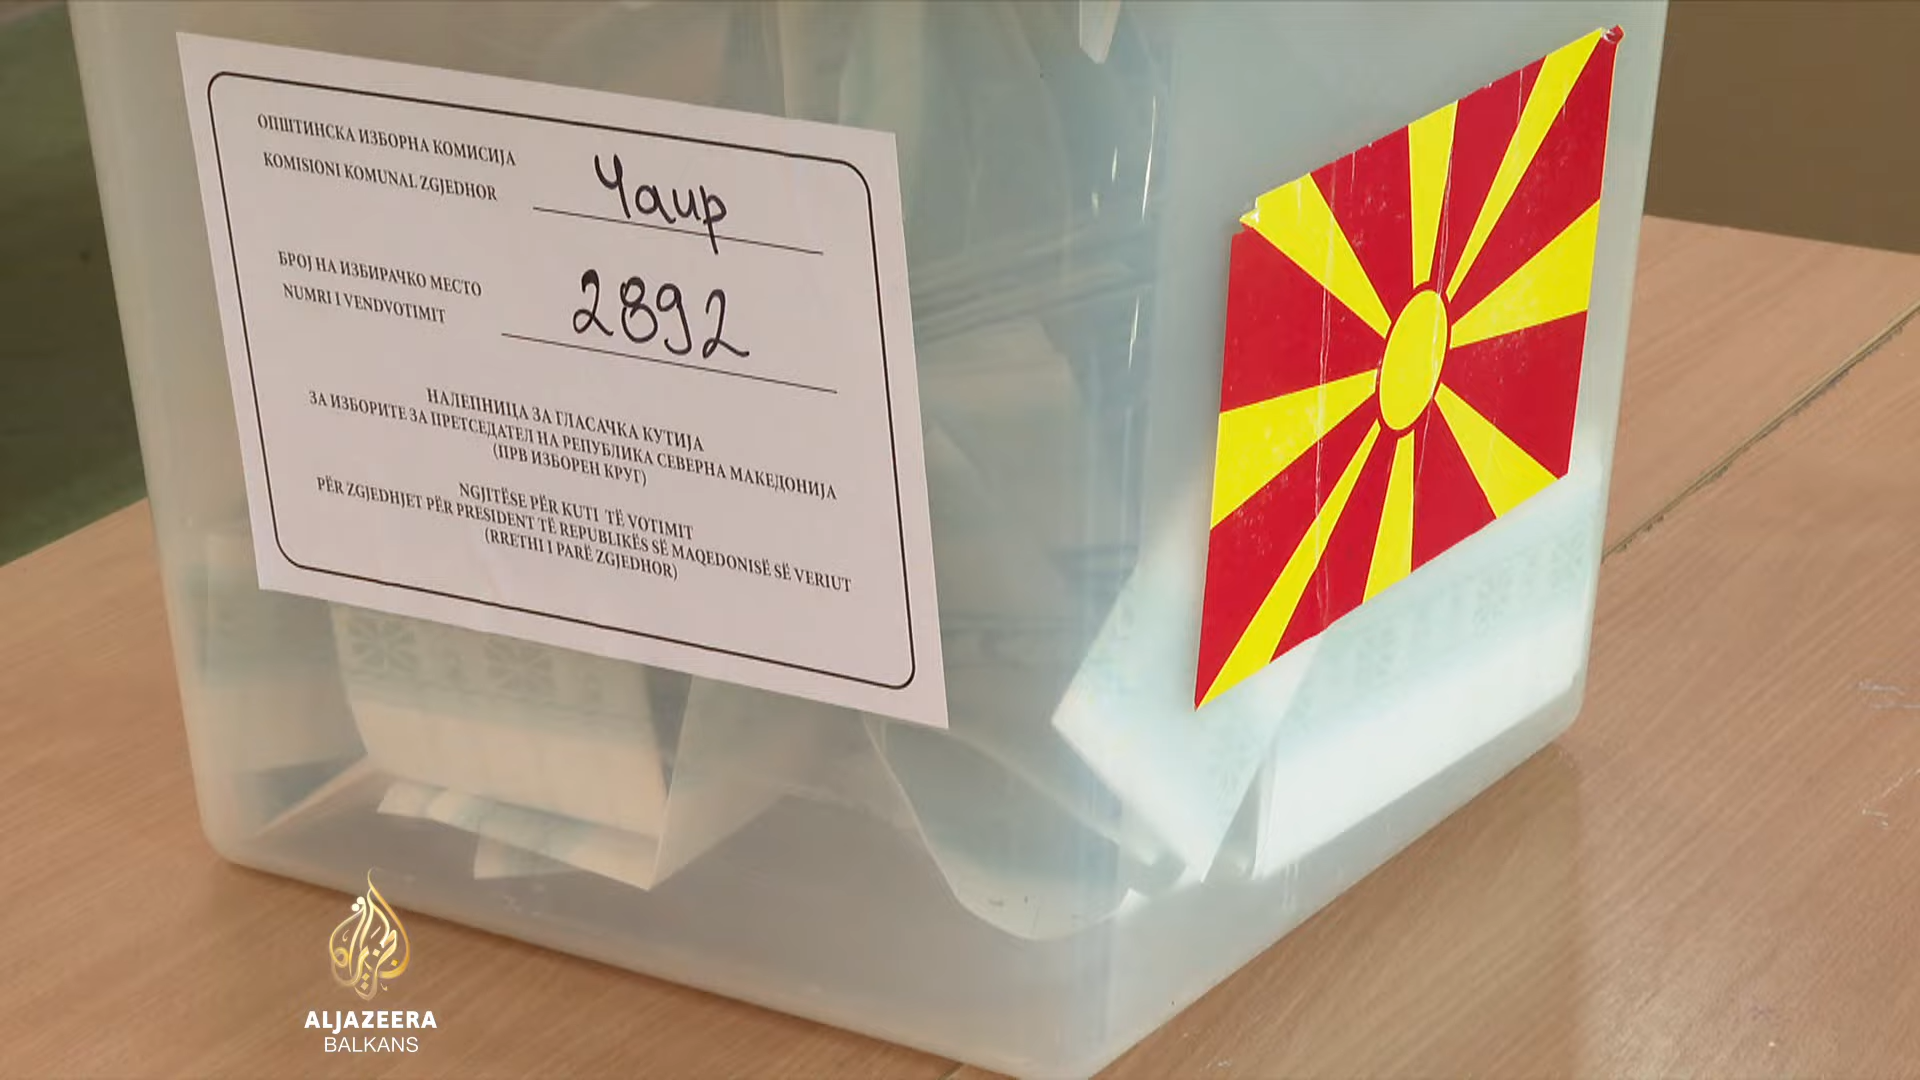 ОПШТИНСКА ИЗБОРНА КОМИСИЈА
KOMISIONI KOMUNAL ZGJEDHOR
Чаир
БРОЈ НА ИЗБИРАЧКО МЕСТО
NUMRI I VENDVOTIMIT
2892
НАЛЕПНИЦА ЗА ГЛАСАЧКА КУТИЈА
ЗА ИЗБОРИТЕ ЗА ПРЕТСЕДАТЕЛ НА РЕПУБЛИКА СЕВЕРНА МАКЕДОНИЈА
(ПРВ ИЗБОРЕН КРУГ)
NGJITËSE PËR KUTI TË VOTIMIT
PËR ZGJEDHJET PËR PRESIDENT TË REPUBLIKËS SË MAQEDONISË SË VERIUT
(RRETHI I PARË ZGJEDHOR)
الجزيرة
ALJAZEERA
BALKANS